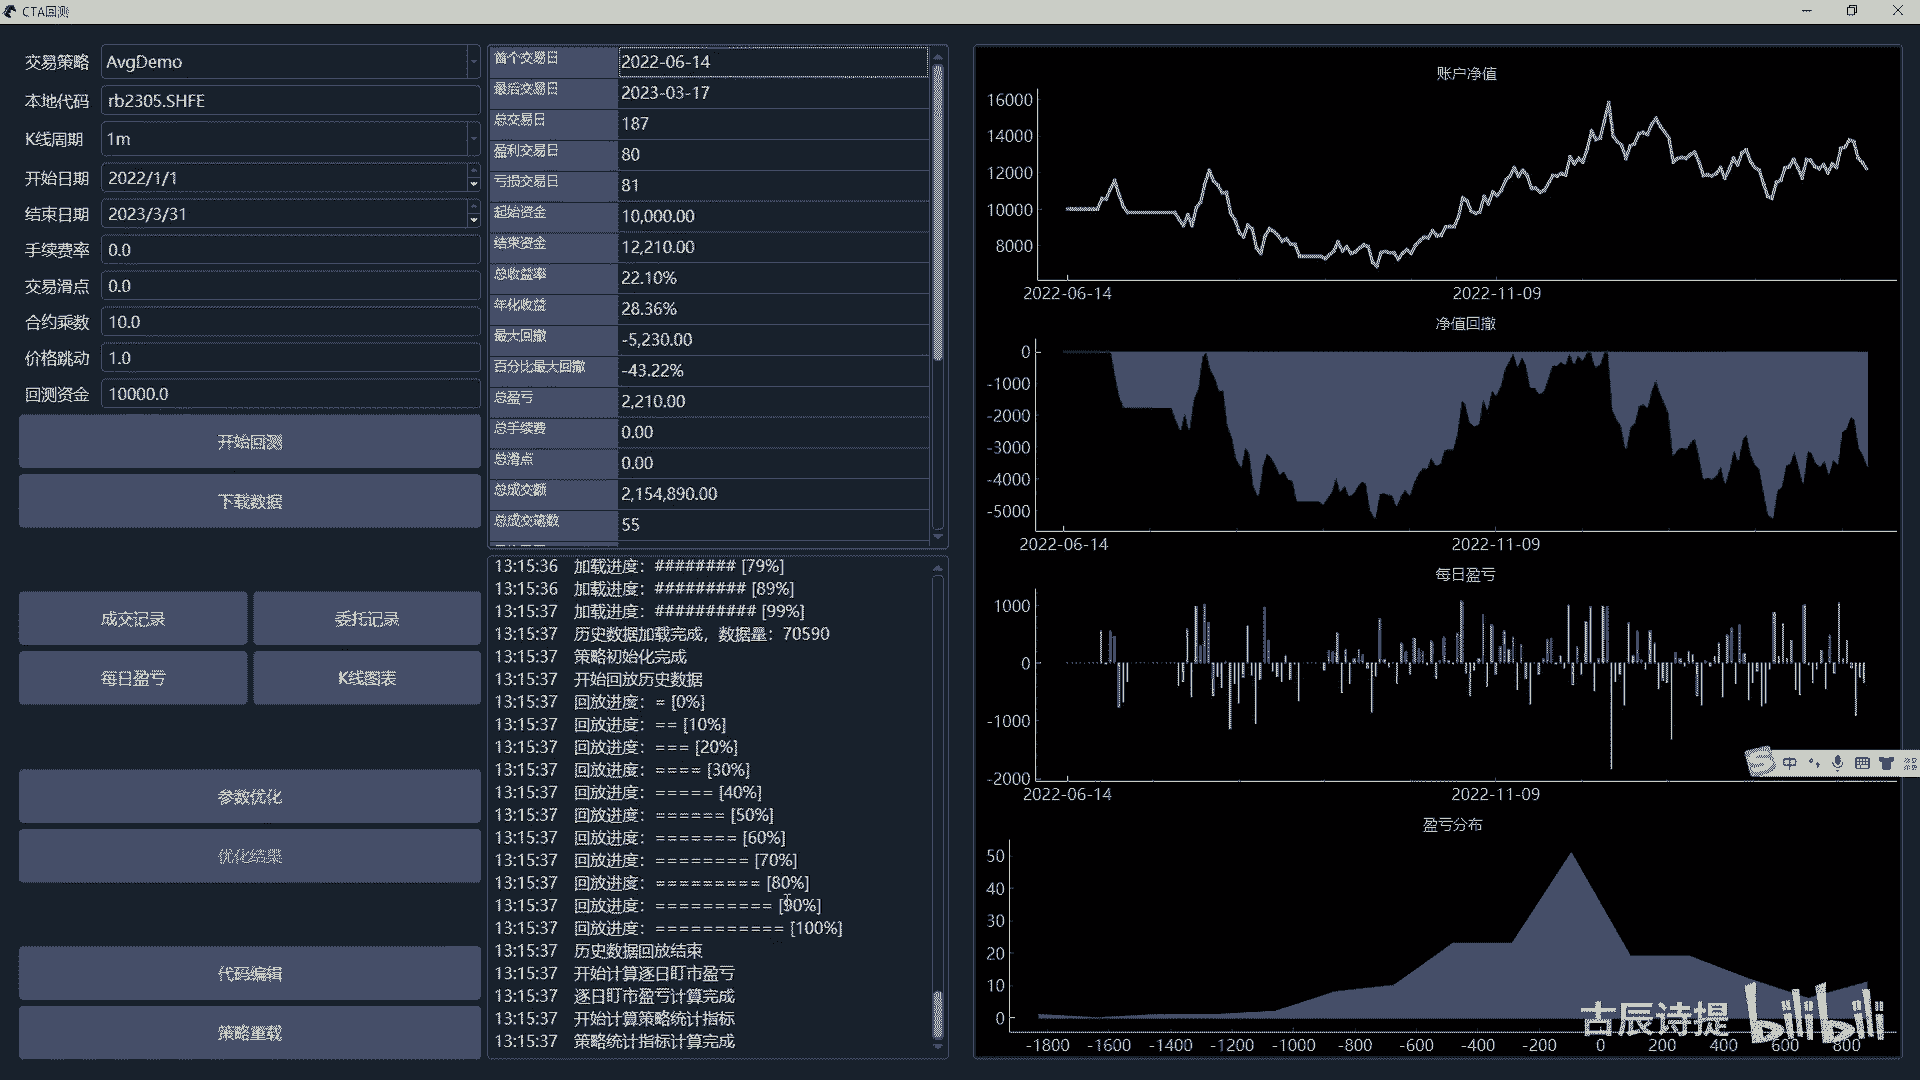 CTA回测
交易策略 AvgDemo
本地代码 rb2305.SHFE
K线周期 1m
开始日期 2022/1/1
结束日期 2023/3/31
手续费率 0.0
交易滑点 0.0
合约乘数 10.0
价格跳动 1.0
回测资金 10000.0
开始回测
下载数据
成交记录 委托记录
每日盈亏 K线图表
参数优化
优化结果
代码编辑
策略重载
首个交易日 2022-06-14
最后交易日 2023-03-17
总交易日 187
盈利交易日 80
亏损交易日 81
起始资金 10,000.00
结束资金 12,210.00
总收益率 22.10%
年化收益 28.36%
最大回撤 -5,230.00
百分比最大回撤 -43.22%
总盈亏 2,210.00
总手续费 0.00
总滑点 0.00
总成交额 2,154,890.00
总成交笔数 55
13:15:36 加载进度：######## [79%]
13:15:36 加载进度：######### [89%]
13:15:37 加载进度：########## [99%]
13:15:37 历史数据加载完成，数据量：70590
13:15:37 策略初始化完成
13:15:37 开始回放历史数据
13:15:37 回放进度：= [0%]
13:15:37 回放进度：== [10%]
13:15:37 回放进度：=== [20%]
13:15:37 回放进度：==== [30%]
13:15:37 回放进度：===== [40%]
13:15:37 回放进度：====== [50%]
13:15:37 回放进度：======= [60%]
13:15:37 回放进度：======== [70%]
13:15:37 回放进度：========= [80%]
13:15:37 回放进度：========== [90%]
13:15:37 回放进度：=========== [100%]
13:15:37 历史数据回放结束
13:15:37 开始计算逐日盯市盈亏
13:15:37 逐日盯市盈亏计算完成
13:15:37 开始计算策略统计指标
13:15:37 策略统计指标计算完成
账户净值
16000
14000
12000
10000
8000
2022-06-14 2022-11-09
净值回撤
0
-1000
-2000
-3000
-4000
-5000
2022-06-14 2022-11-09
每日盈亏
1000
0
-1000
-2000
2022-06-14 2022-11-09
中
盈亏分布
50
40
30
20
10
0
-1800 -1600 -1400 -1200 -1000 -800 -600 -400 -200 0 200 400 600 800
古辰诗提 bilibili